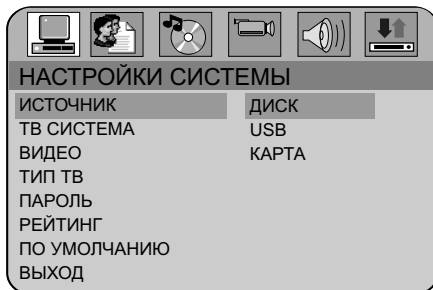 НАСТРОЙКИ СИСТЕМЫ
ИСТОЧНИК ДИСК
ТВ СИСТЕМА USB
ВИДЕО КАРТА
ТИП ТВ
ПАРОЛЬ
РЕЙТИНГ
ПО УМОЛЧАНИЮ
ВЫХОД